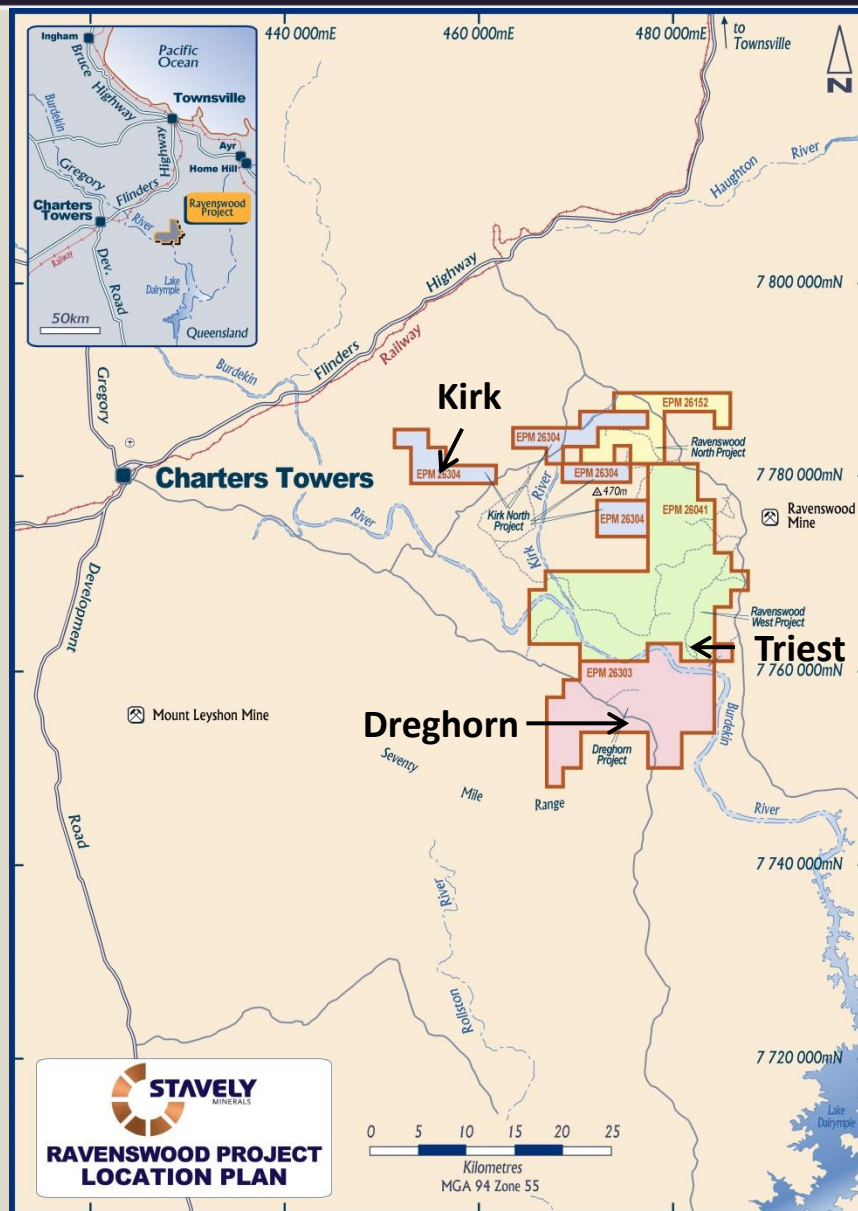 440 000mE
460 000mE
480 000mE
to
Townsville
N
Ingham
Bruce
Highway
Pacific
Ocean
Townsville
Burdekin
Gregory
River
Flinders
Highway
Ayr
Home Hill
Ravenswood
Project
Charters
Towers
Railway
Dev.
Road
Lake
Dalrymple
50km
Queensland
Haughton
River
7 800 000mN
Highway
Flinders
Railway
Burdekin
River
Gregory
Kirk
EPM 26152
EPM 26304
Ravenswood
North Project
Charters Towers
EPM 26304
EPM 26304
7 780 000mN
470m
Kirk North
Project
River
Kirk
EPM 26304
EPM 26041
Ravenswood
Mine
Development
Road
Ravenswood
West Project
Triest
7 760 000mN
EPM 26303
Mount Leyshon Mine
Dreghorn
Dreghorn
Project
Burdekin
River
Seventy
Mile
Range
7 740 000mN
Rollston
River
7 720 000mN
Lake
Dalrymple
STAVELY
MINERALS
RAVENSWOOD PROJECT
LOCATION PLAN
0 5 10 15 20 25
Kilometres
MGA 94 Zone 55